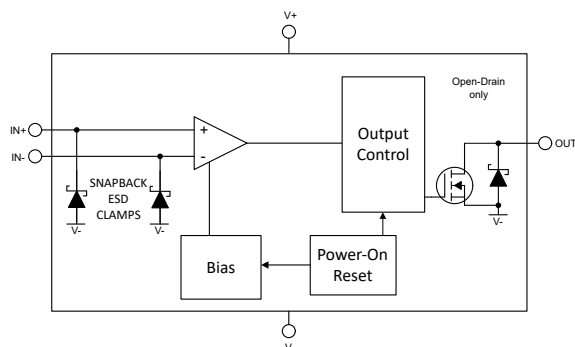 V+
Open-Drain
only
IN+
+
Output
Control
OUT
IN-
-
SNAPBACK
ESD
CLAMPS
V-
V-
V-
Bias
Power-On
Reset
V-